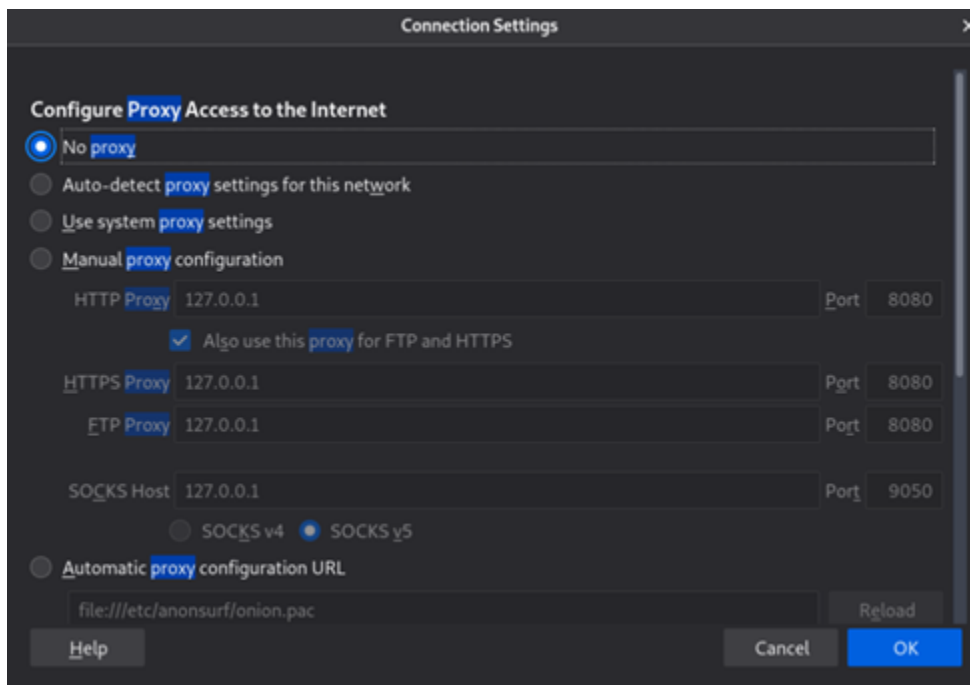 Connection Settings
Configure Proxy Access to the Internet
No proxy
Auto-detect proxy settings for this network
Use system proxy settings
Manual proxy configuration
HTTP Proxy 127.0.0.1 Port 8080
Also use this proxy for FTP and HTTPS
HTTPS Proxy 127.0.0.1 Port 8080
FTP Proxy 127.0.0.1 Port 8080
SOCKS Host 127.0.0.1 Port 9050
SOCKS v4 SOCKS v5
Automatic proxy configuration URL
file:///etc/anonsurf/onion.pac Reload
Help Cancel OK